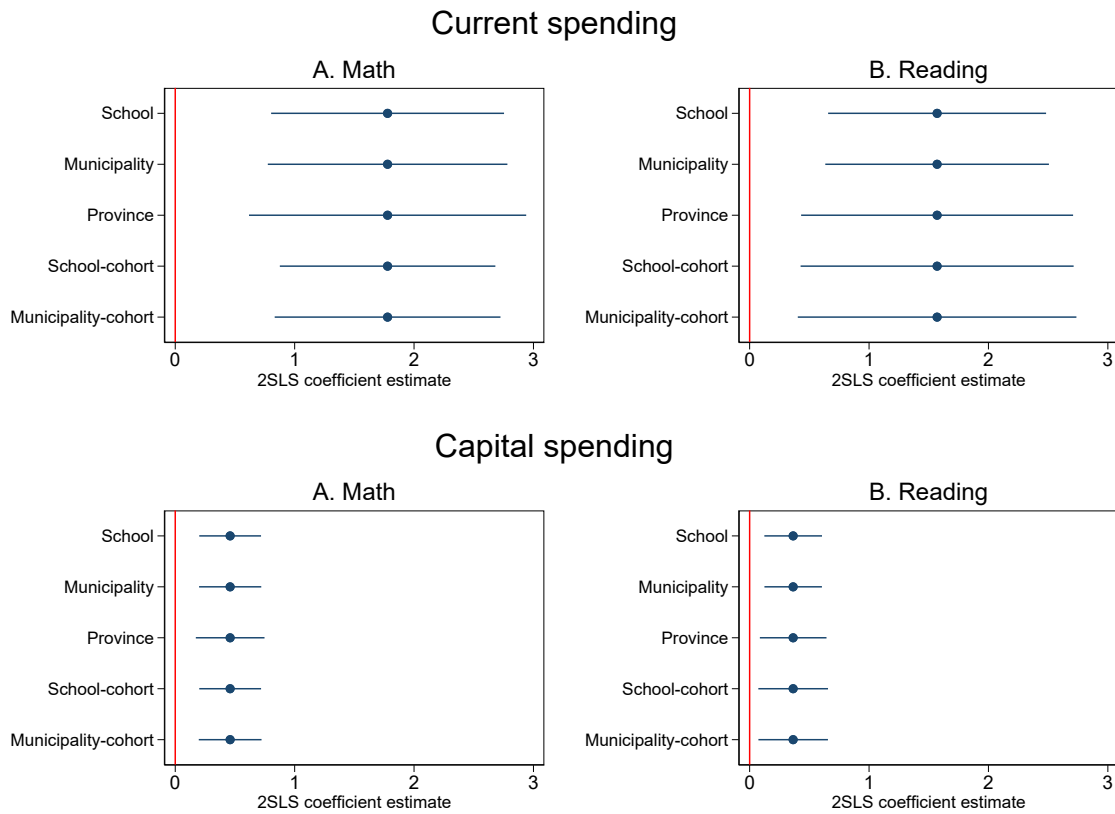 Current spending
A. Math
School
Municipality
Province
School-cohort
Municipality-cohort
0 1 2 3
2SLS coefficient estimate
B. Reading
School
Municipality
Province
School-cohort
Municipality-cohort
0 1 2 3
2SLS coefficient estimate
Capital spending
A. Math
School
Municipality
Province
School-cohort
Municipality-cohort
0 1 2 3
2SLS coefficient estimate
B. Reading
School
Municipality
Province
School-cohort
Municipality-cohort
0 1 2 3
2SLS coefficient estimate